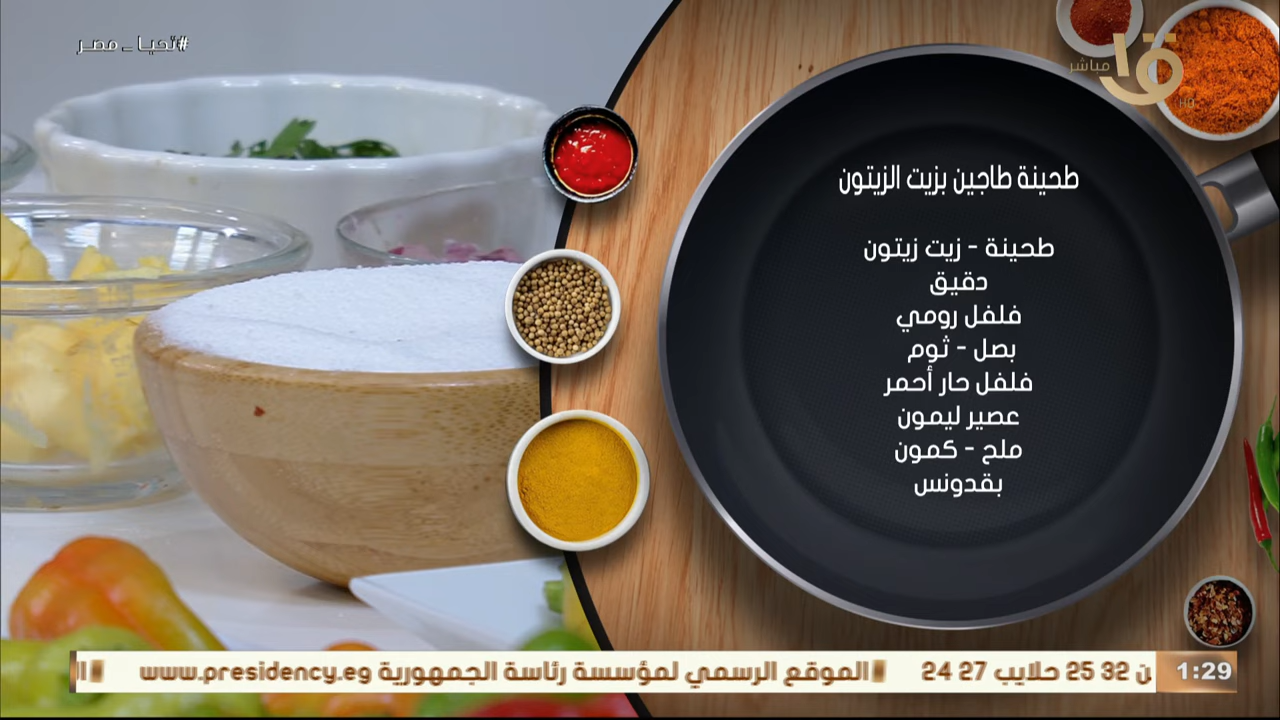 #تحيا_مصر
مباشر
HD
طحينة طاجين بزيت الزيتون
طحينة - زيت زيتون
دقيق
فلفل رومي
بصل - ثوم
فلفل حار أحمر
عصير ليمون
ملح - كمون
بقدونس
1:29
ن 32 25 حلايب 27 24 الموقع الرسمي لمؤسسة رئاسة الجمهورية www.presidency.eg